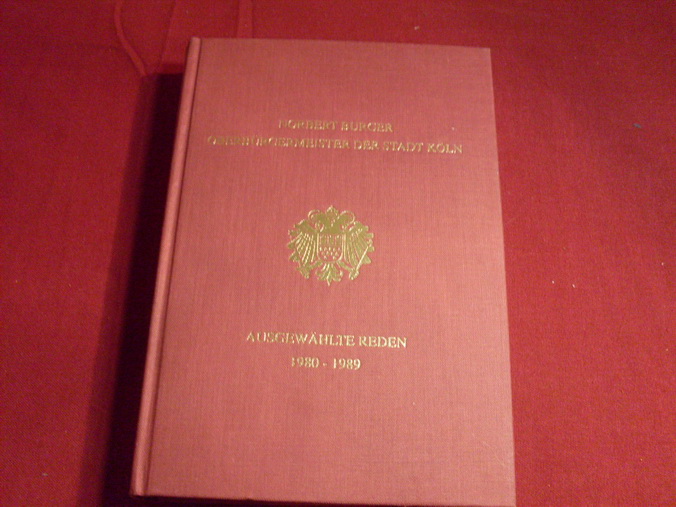 NORBERT BURGER
OBERBÜRGERMEISTER DER STADT KÖLN
AUSGEWÄHLTE REDEN
1980 - 1989